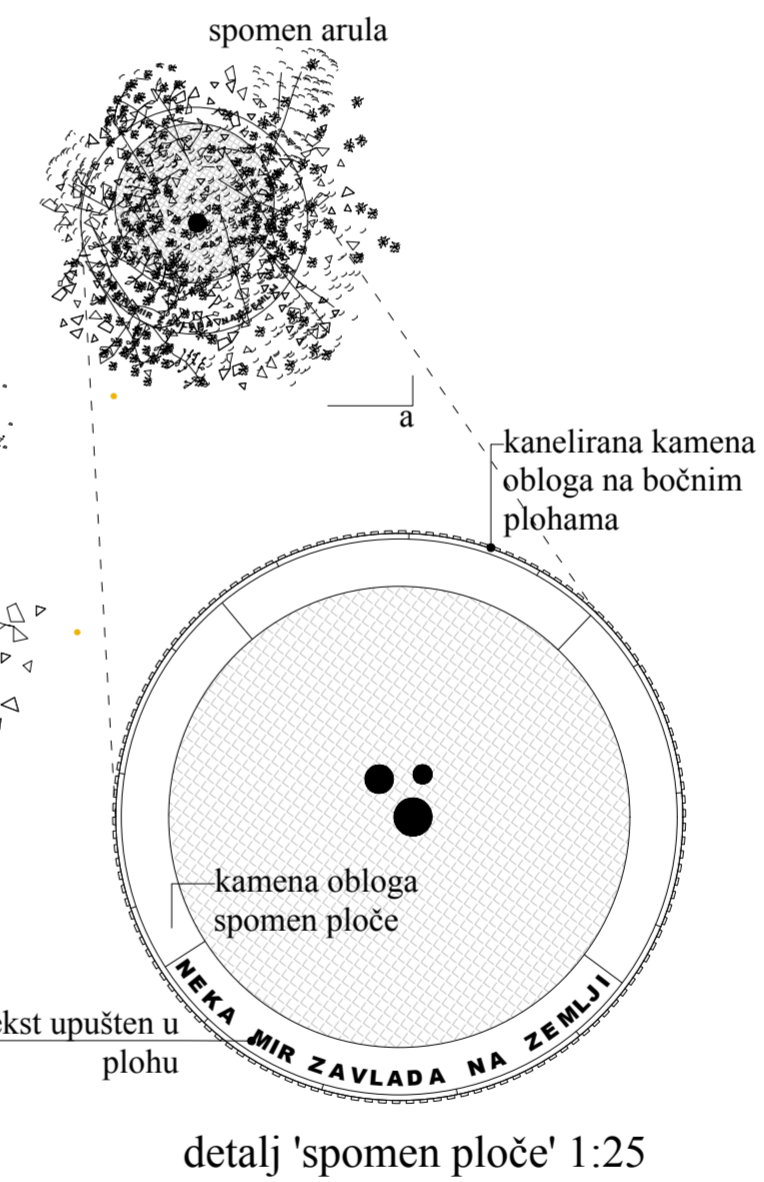 spomen arula
a
kanelirana kamena
obloga na bočnim
plohama
kamena obloga
spomen ploče
NEKA MIR ZAVLADA NA ZEMLJI
upušten u
plohu
detalj 'spomen ploče' 1:25